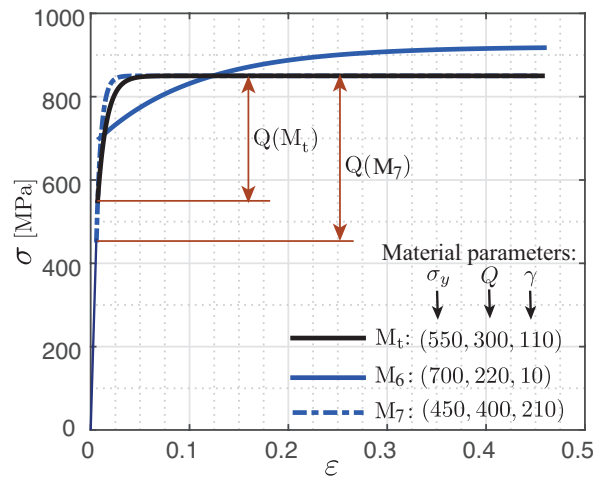 1000
800
600
400
200
0
σ [MPa]
Q(Mt)
Q(M7)
Material parameters:
σy Q γ
Mt: (550, 300, 110)
M6: (700, 220, 10)
M7: (450, 400, 210)
0 0.1 0.2 0.3 0.4 0.5
ε